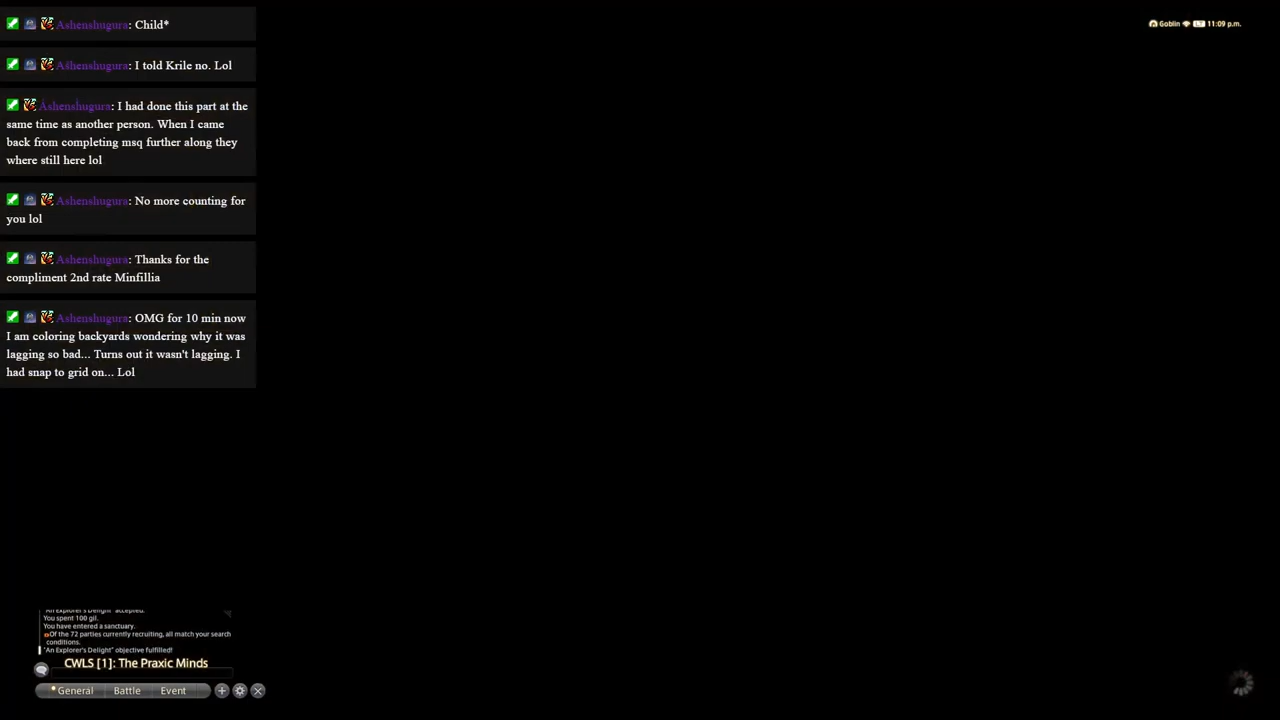 Ashenshugura: Child*
Ashenshugura: I told Krile no. Lol
Ashenshugura: I had done this part at the
same time as another person. When I came
back from completing msq further along they
where still here lol
Ashenshugura: No more counting for
you lol
Ashenshugura: Thanks for the
compliment 2nd rate Minfillia
Ashenshugura: OMG for 10 min now
I am coloring backyards wondering why it was
lagging so bad... Turns out it wasn't lagging. I
had snap to grid on... Lol
Goblin LT 11:09 p.m.
"An Explorer's Delight" accepted.
You spent 100 gil.
You have entered a sanctuary.
Of the 72 parties currently recruiting, all match your search
conditions.
"An Explorer's Delight" objective fulfilled!
CWLS [1]: The Praxic Minds
General Battle Event